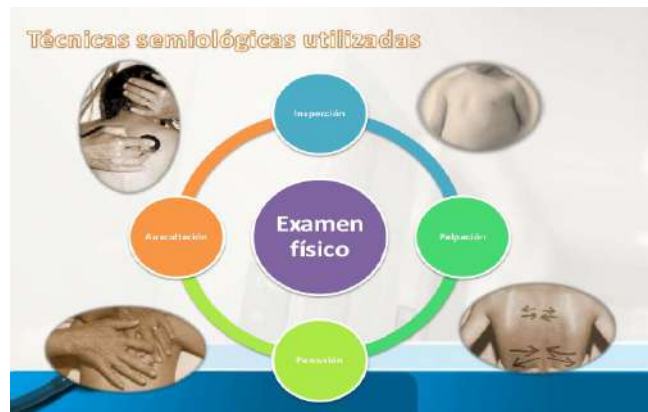 Técnicas semiológicas utilizadas
Inspección
Auscultación
Examen
físico
Palpación
Percusión